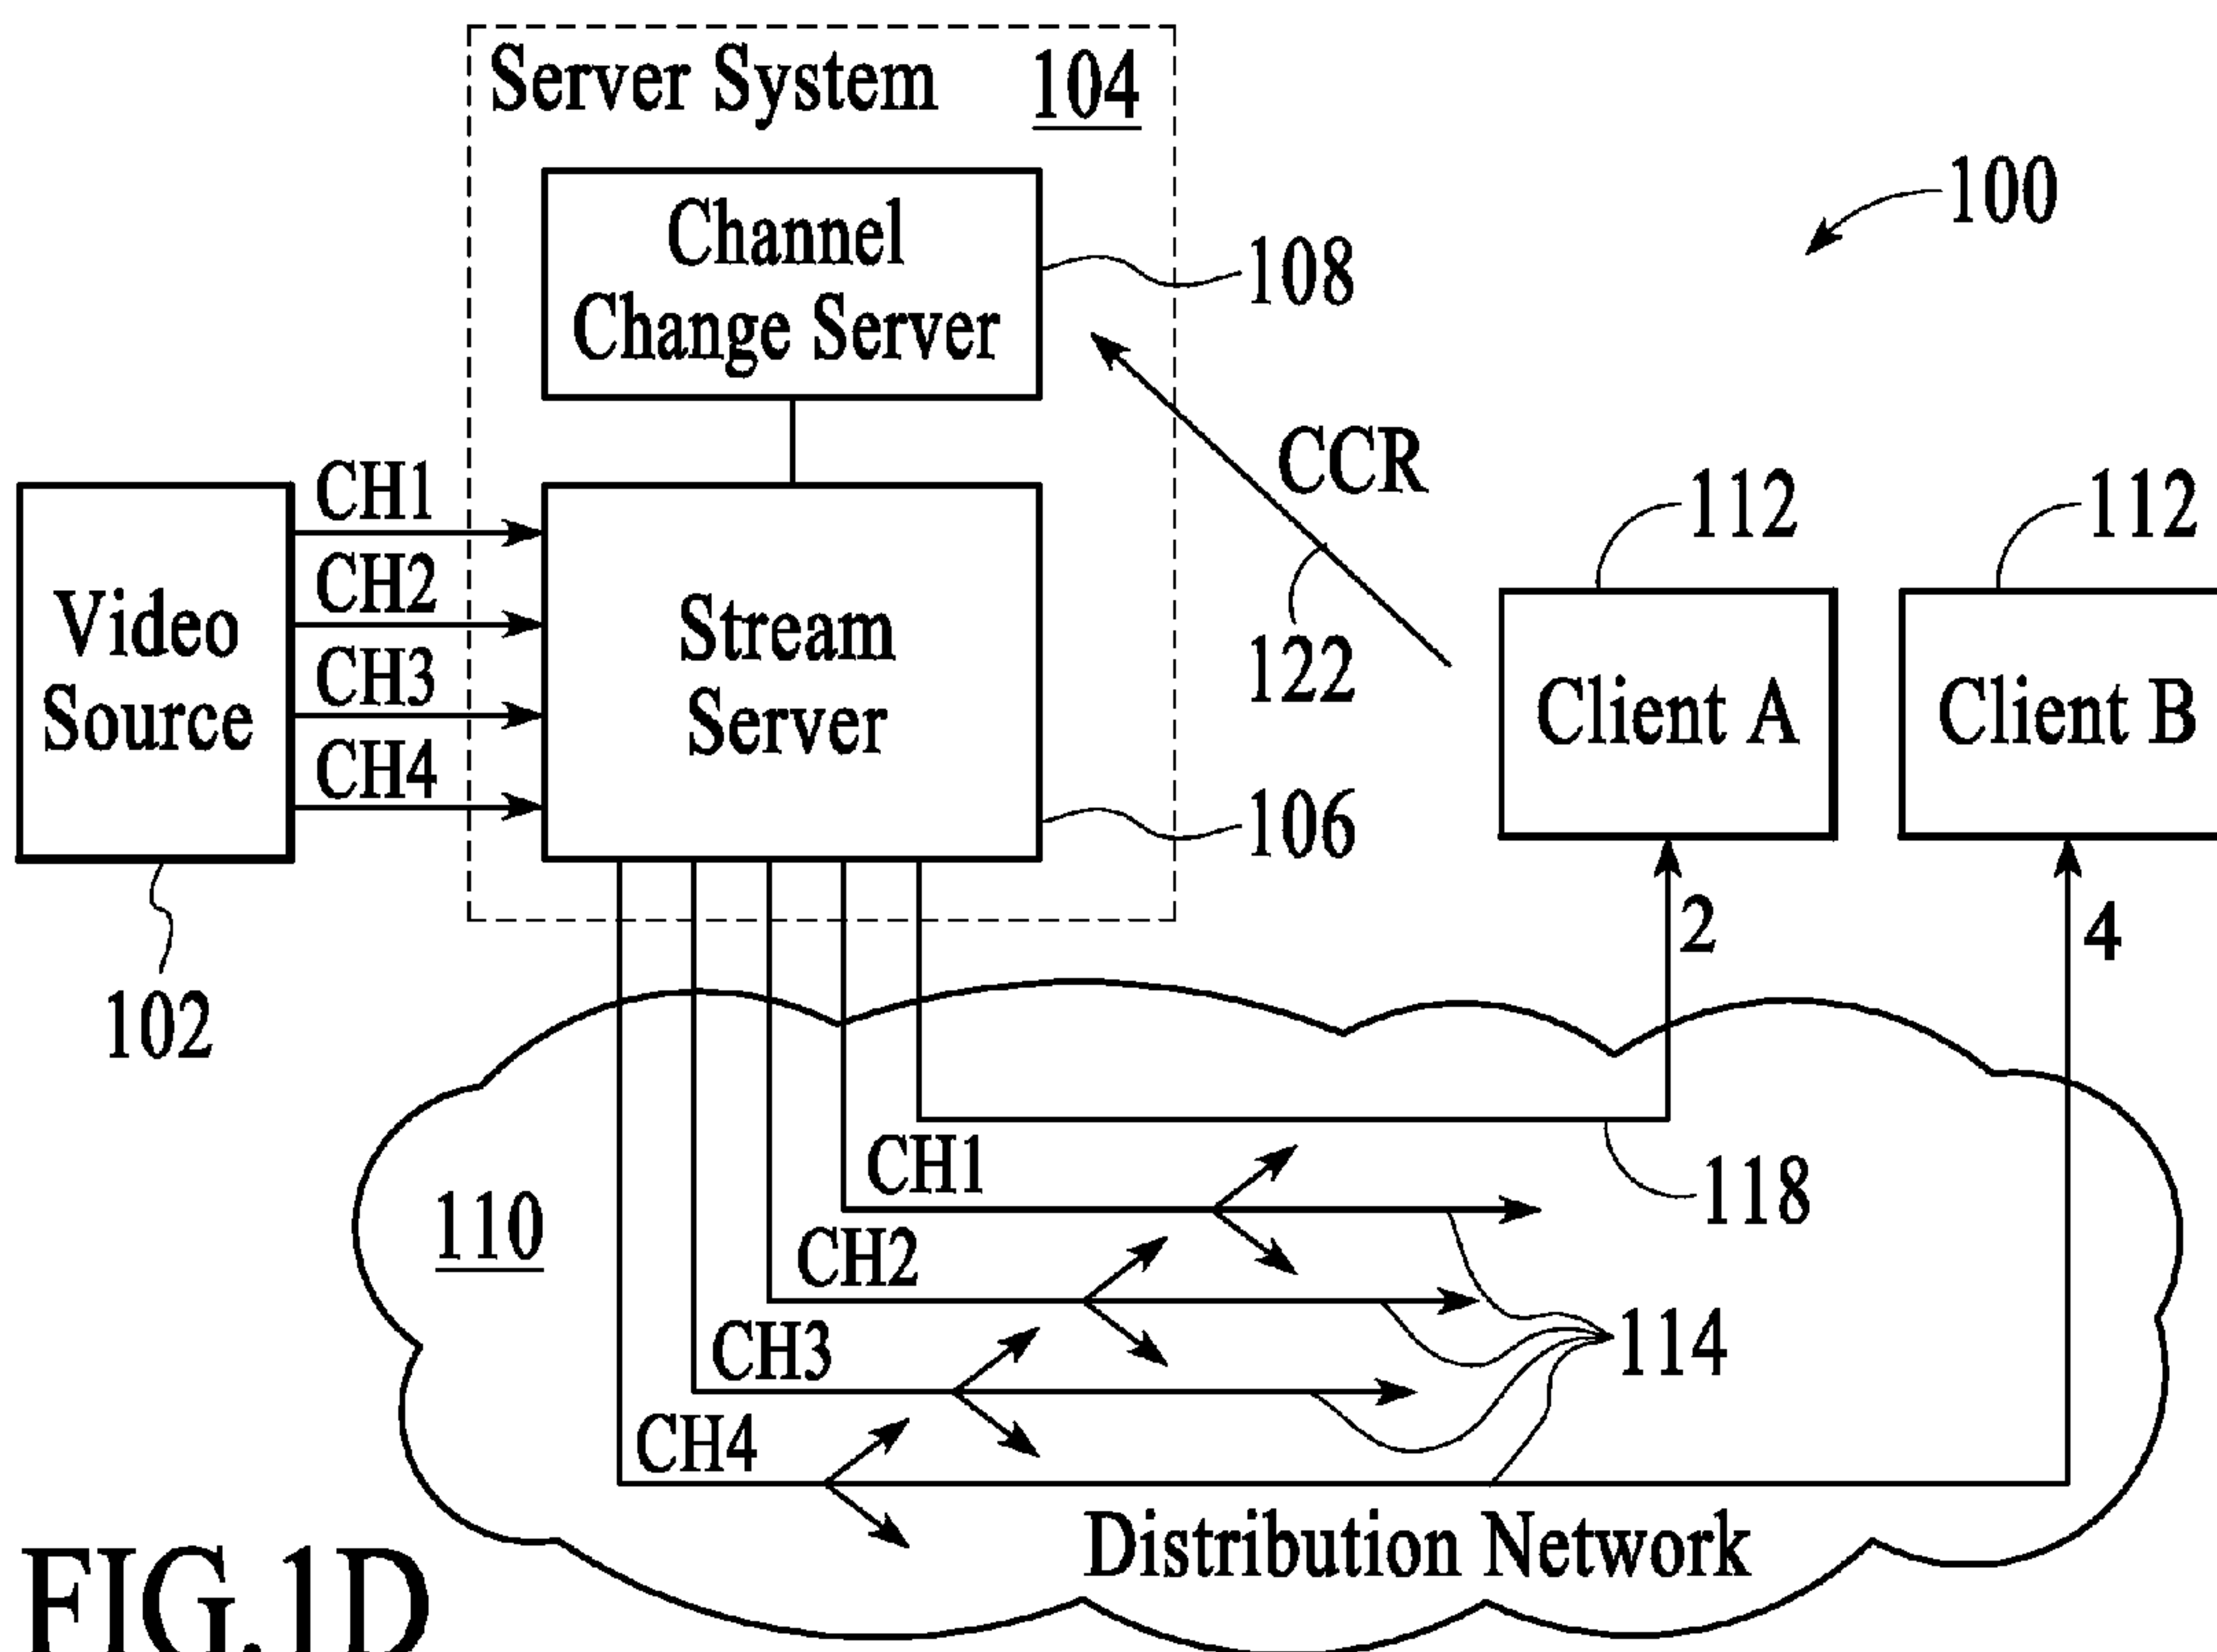 Server System 104
Channel
Change Server
108
100
CCR
122
CH1
CH2
CH3
CH4
Video
Source
102
Stream
Server
106
112
112
Client A
Client B
2
4
118
110
CH1
CH2
CH3
CH4
114
Distribution Network
FIG.1D